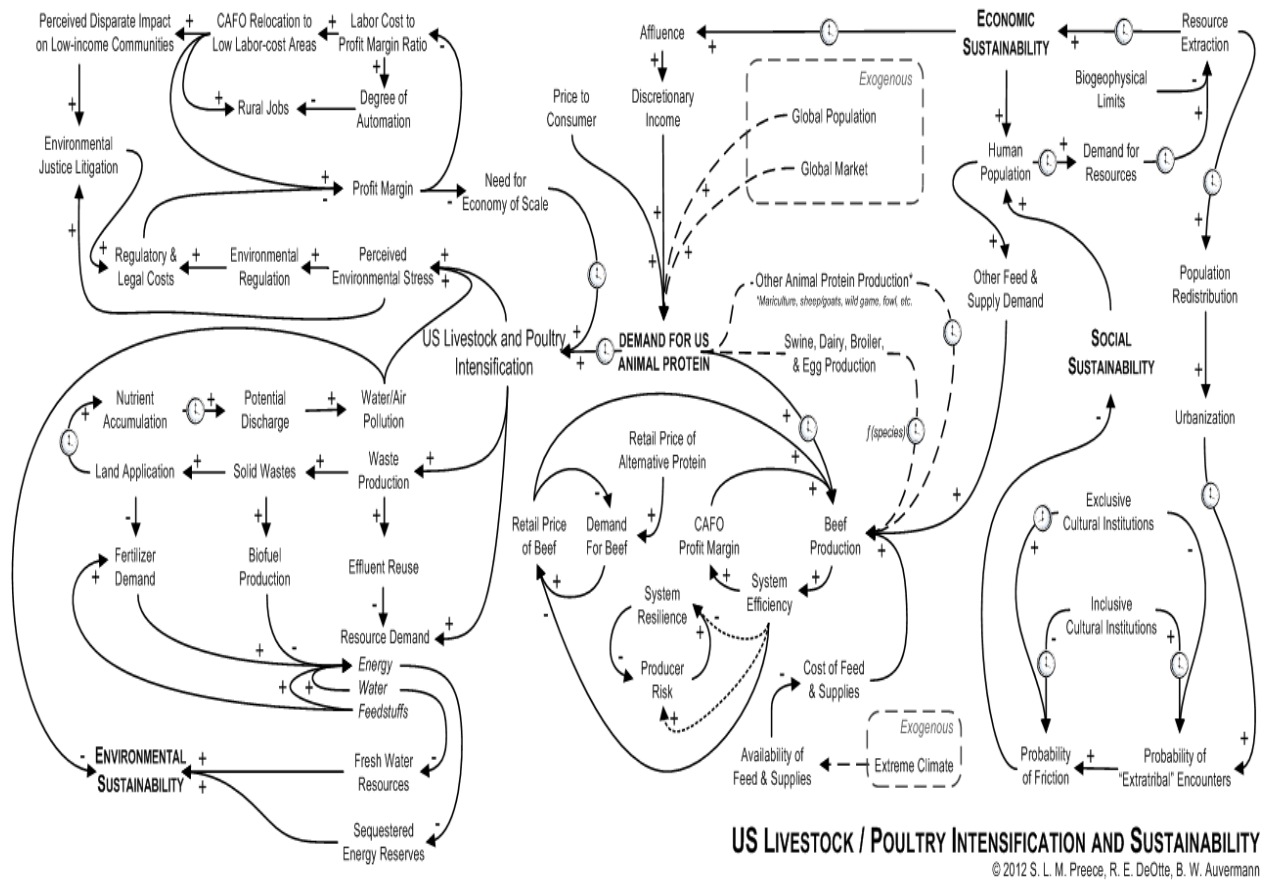 Perceived Disparate Impact
on Low-income Communities
CAFO Relocation to
Low Labor-cost Areas
Labor Cost to
Profit Margin Ratio
Rural Jobs
Degree of
Automation
Environmental
Justice Litigation
Profit Margin
Need for
Economy of Scale
Regulatory &
Legal Costs
Environmental
Regulation
Perceived
Environmental Stress
Affluence
Discretionary
Income
Price to
Consumer
Exogenous
Global Population
Global Market
ECONOMIC
SUSTAINABILITY
Resource
Extraction
Biogeophysical
Limits
Human
Population
Demand for
Resources
Other Feed &
Supply Demand
Population
Redistribution
Other Animal Protein Production*
*Mariculture, sheep/goats, wild game, fowl, etc.
US Livestock and Poultry
Intensification
DEMAND FOR US
ANIMAL PROTEIN
Swine, Dairy, Broiler,
& Egg Production
SOCIAL
SUSTAINABILITY
Urbanization
Nutrient
Accumulation
Potential
Discharge
Water/Air
Pollution
Land Application
Solid Wastes
Waste
Production
Fertilizer
Demand
Biofuel
Production
Effluent Reuse
Resource Demand
Energy
Water
Feedstuffs
ENVIRONMENTAL
SUSTAINABILITY
Fresh Water
Resources
Sequestered
Energy Reserves
Retail Price of
Alternative Protein
ƒ(species)
Retail Price
of Beef
Demand
For Beef
CAFO
Profit Margin
Beef
Production
System
Resilience
System
Efficiency
Producer
Risk
Cost of Feed
& Supplies
Availability of
Feed & Supplies
Exogenous
Extreme Climate
Exclusive
Cultural Institutions
Inclusive
Cultural Institutions
Probability
of Friction
Probability of
"Extratribal" Encounters
US LIVESTOCK / POULTRY INTENSIFICATION AND SUSTAINABILITY
© 2012 S. L. M. Preece, R. E. DeOtte, B. W. Auvermann